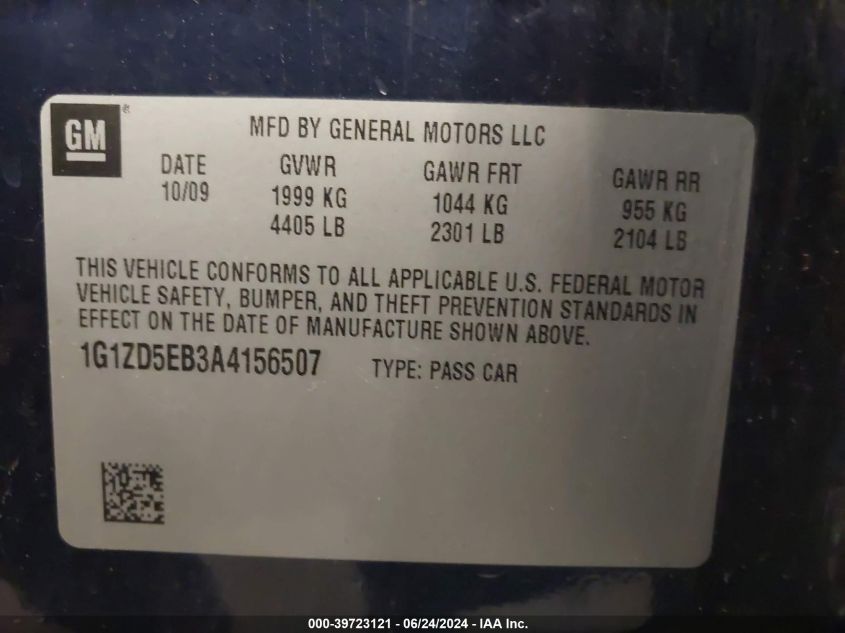 GM®
MFD BY GENERAL MOTORS LLC
DATE GVWR GAWR FRT GAWR RR
10/09 1999 KG 1044 KG 955 KG
4405 LB 2301 LB 2104 LB
THIS VEHICLE CONFORMS TO ALL APPLICABLE U.S. FEDERAL MOTOR
VEHICLE SAFETY, BUMPER, AND THEFT PREVENTION STANDARDS IN
EFFECT ON THE DATE OF MANUFACTURE SHOWN ABOVE.
1G1ZD5EB3A4156507 TYPE: PASS CAR
000-39723121 - 06/24/2024 - IAA Inc.